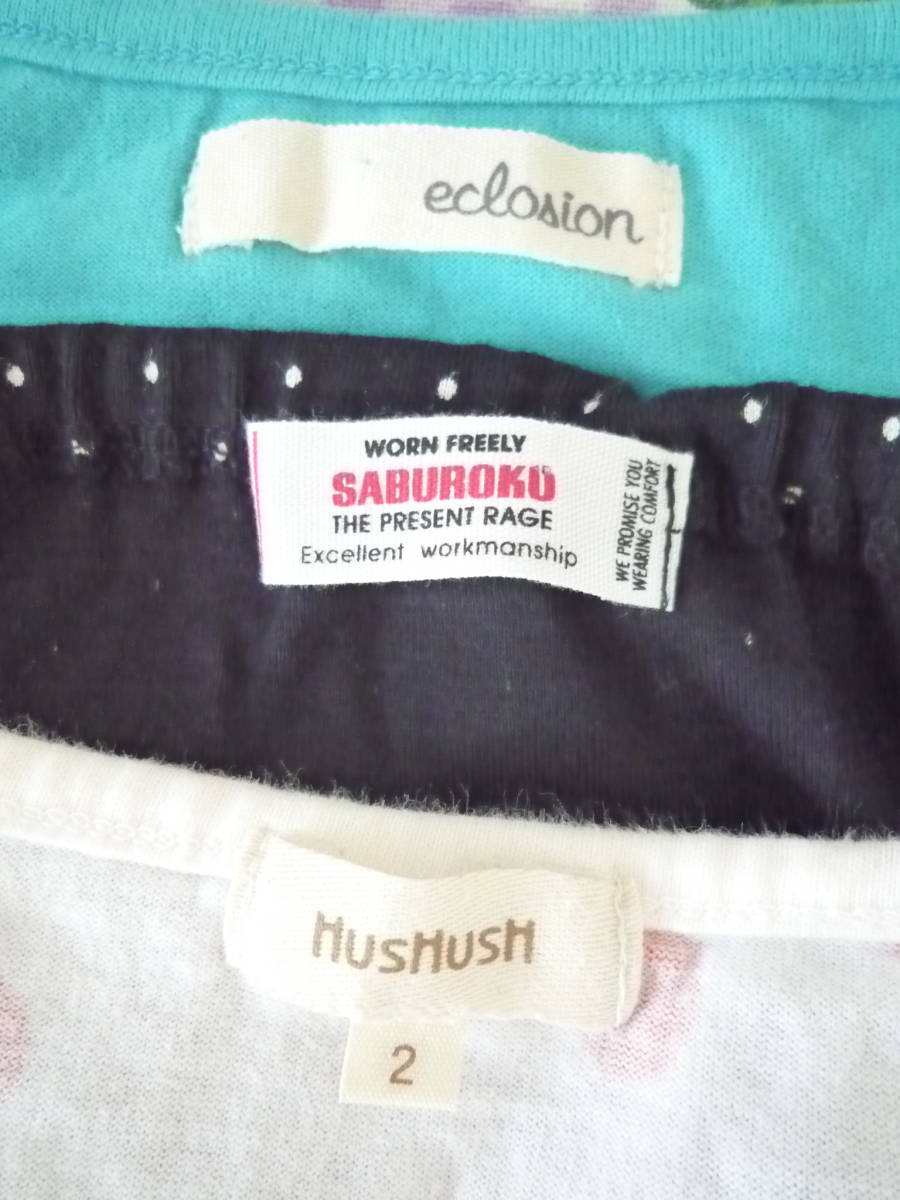 eclosion
WORN FREELY
SABUROKU
THE PRESENT RAGE
Excellent workmanship
WE PROMISE YOU
WEARING COMFORT
HUSHUSH
2